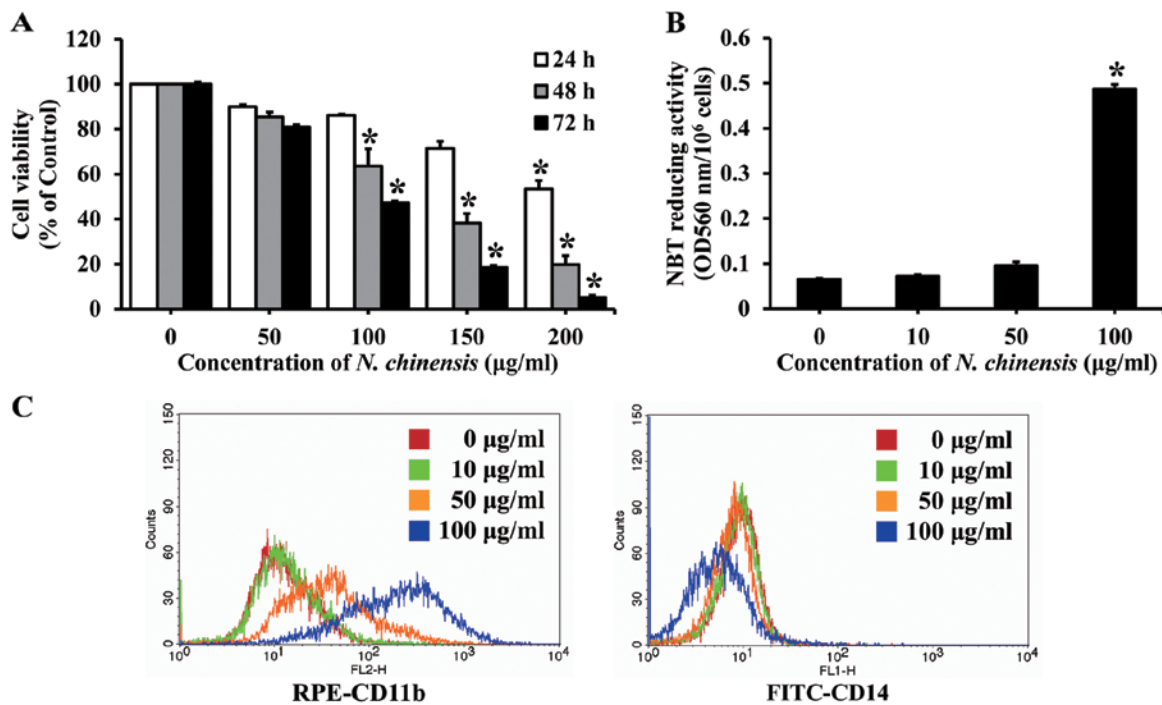 A
Cell viability
(% of Control)
120
100
80
60
40
20
0
24 h
48 h
72 h
*
*
*
*
*
*
*
0
50
100
150
200
Concentration of N. chinensis (µg/ml)
B
NBT reducing activity
(OD560 nm/10⁶ cells)
0.6
0.5
0.4
0.3
0.2
0.1
0
*
0
10
50
100
Concentration of N. chinensis (µg/ml)
C
Counts
150
120
90
60
30
0
0 µg/ml
10 µg/ml
50 µg/ml
100 µg/ml
10⁰
10¹
10²
10³
10⁴
FL2-H
RPE-CD11b
Counts
150
120
90
60
30
0
0 µg/ml
10 µg/ml
50 µg/ml
100 µg/ml
10⁰
10¹
10²
10³
10⁴
FL1-H
FITC-CD14